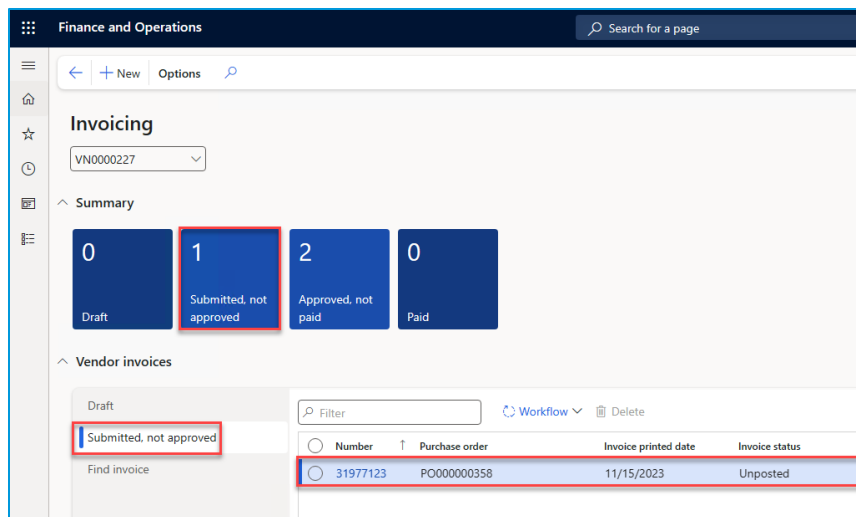 Finance and Operations
Search for a page
New Options
Invoicing
VN0000227
Summary
0
Draft
1
Submitted, not
approved
2
Approved, not
paid
0
Paid
Vendor invoices
Draft
Submitted, not approved
Find invoice
Filter
Workflow
Delete
Number ↑ Purchase order Invoice printed date Invoice status
31977123 PO000000358 11/15/2023 Unposted